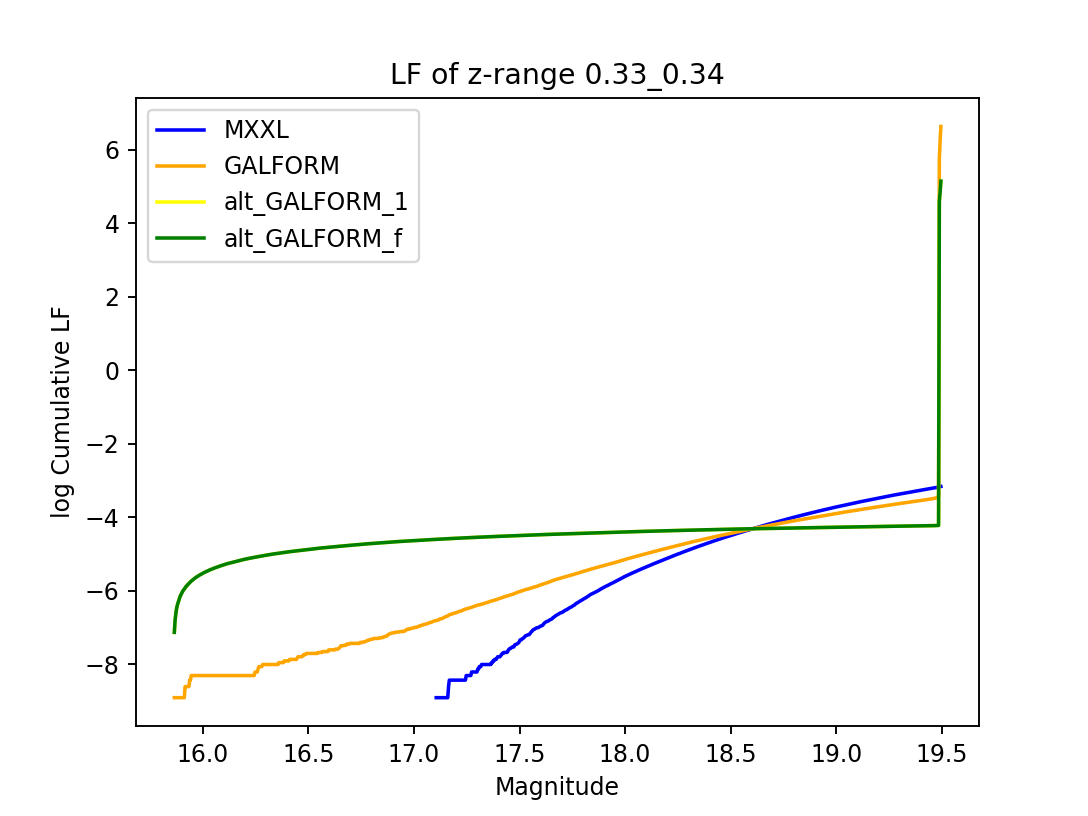 LF of z-range 0.33_0.34
MXXL
GALFORM
alt_GALFORM_1
alt_GALFORM_f
6
4
2
0
−2
−4
−6
−8
log Cumulative LF
16.0 16.5 17.0 17.5 18.0 18.5 19.0 19.5
Magnitude